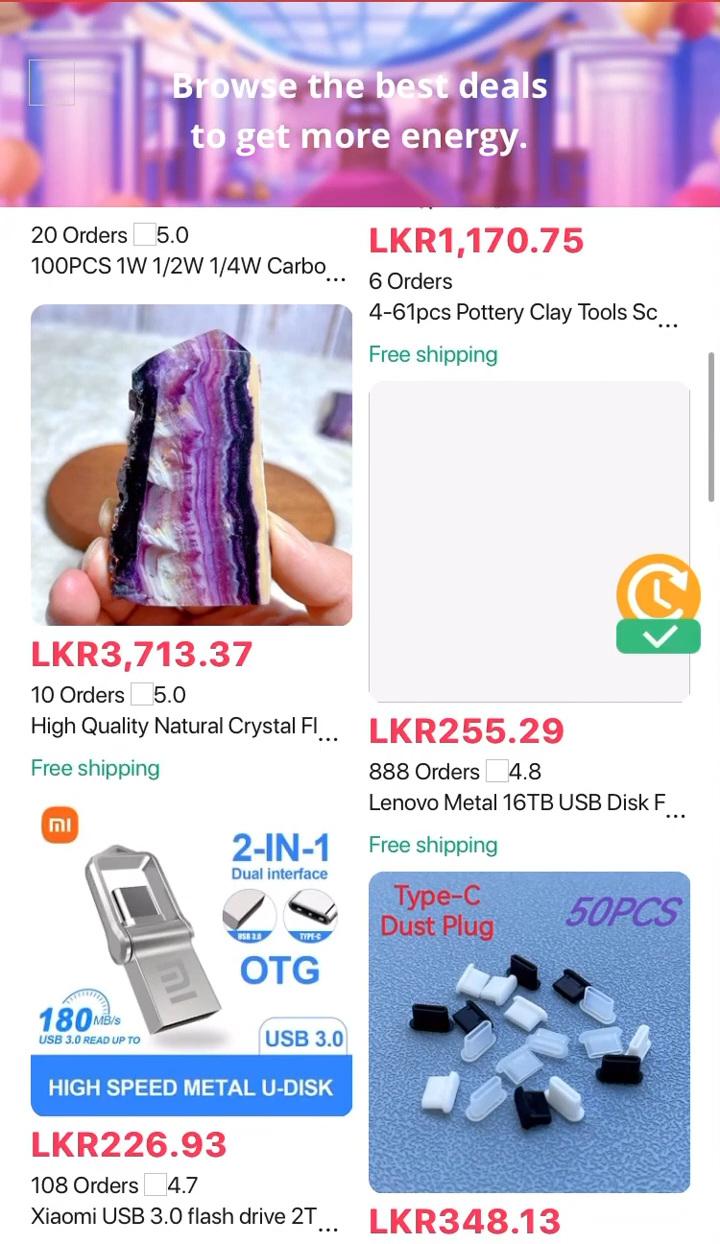 Browse the best deals
to get more energy.
20 Orders 5.0
100PCS 1W 1/2W 1/4W Carbo...
LKR3,713.37
10 Orders 5.0
High Quality Natural Crystal Fl...
Free shipping
mi
2-IN-1
Dual interface
USB 3.0
TYPE-C
OTG
180MB/s
USB 3.0 READ UP TO
USB 3.0
HIGH SPEED METAL U-DISK
LKR226.93
108 Orders 4.7
Xiaomi USB 3.0 flash drive 2T...
LKR1,170.75
6 Orders
4-61pcs Pottery Clay Tools Sc...
Free shipping
LKR255.29
888 Orders 4.8
Lenovo Metal 16TB USB Disk F...
Free shipping
Type-C
Dust Plug
50PCS
LKR348.13